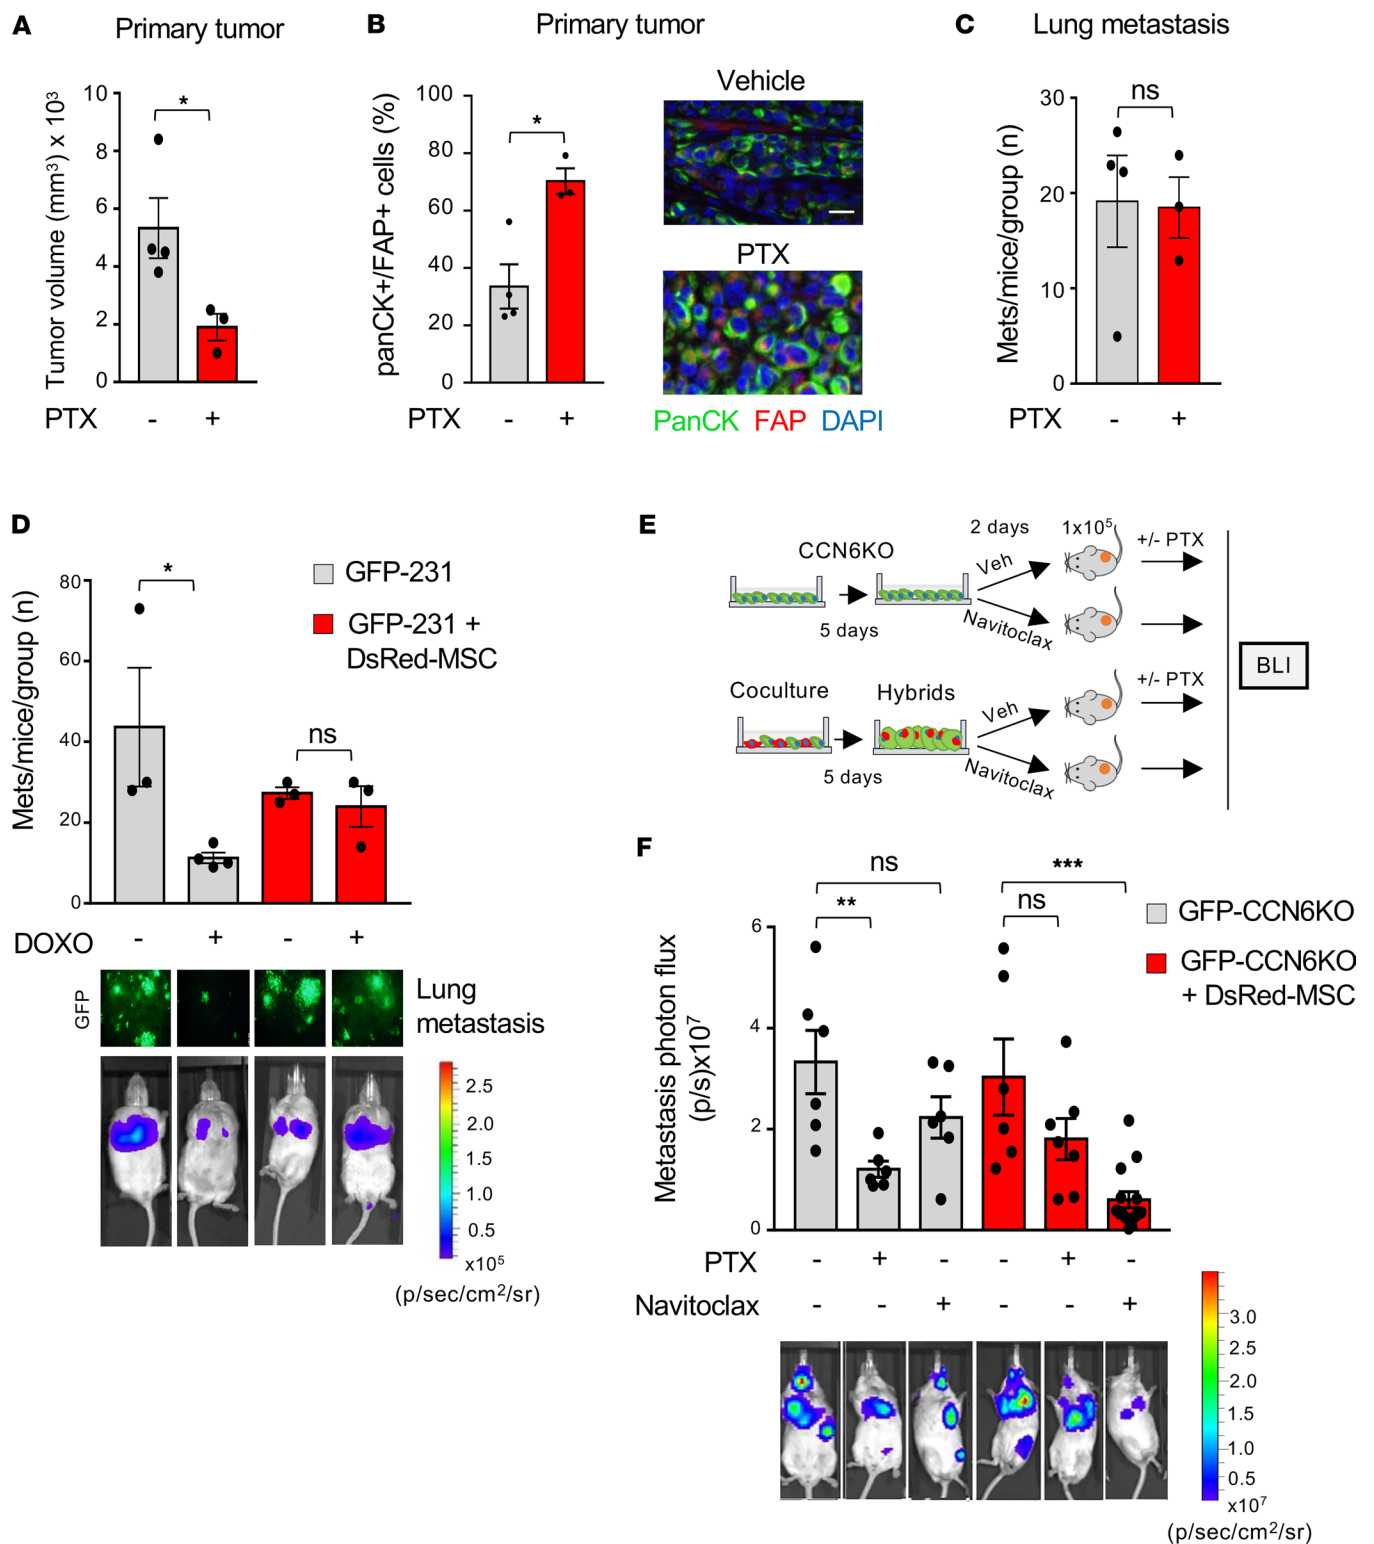 A
Primary tumor
Tumor volume (mm³) x 10³
10
8
6
4
2
0
*
PTX
-
+
B
Primary tumor
panCK+/FAP+ cells (%)
100
80
60
40
20
0
*
PTX
-
+
Vehicle
PTX
PanCK FAP DAPI
C
Lung metastasis
Mets/mice/group (n)
30
20
10
0
ns
PTX
-
+
D
Mets/mice/group (n)
80
60
40
20
0
*
ns
GFP-231
GFP-231 +
DsRed-MSC
DOXO
-
+
-
+
GFP
Lung
metastasis
2.5
2.0
1.5
1.0
0.5
x10⁵
(p/sec/cm²/sr)
E
CCN6KO
5 days
2 days
Veh
Navitoclax
1x10⁵
+/- PTX
Coculture
Hybrids
5 days
Veh
Navitoclax
+/- PTX
BLI
F
Metastasis photon flux
(p/s)x10⁷
6
4
2
0
ns
**
***
ns
GFP-CCN6KO
GFP-CCN6KO
+ DsRed-MSC
PTX
-
+
-
-
+
-
Navitoclax
-
-
+
-
-
+
3.0
2.5
2.0
1.5
1.0
0.5
x10⁷
(p/sec/cm²/sr)